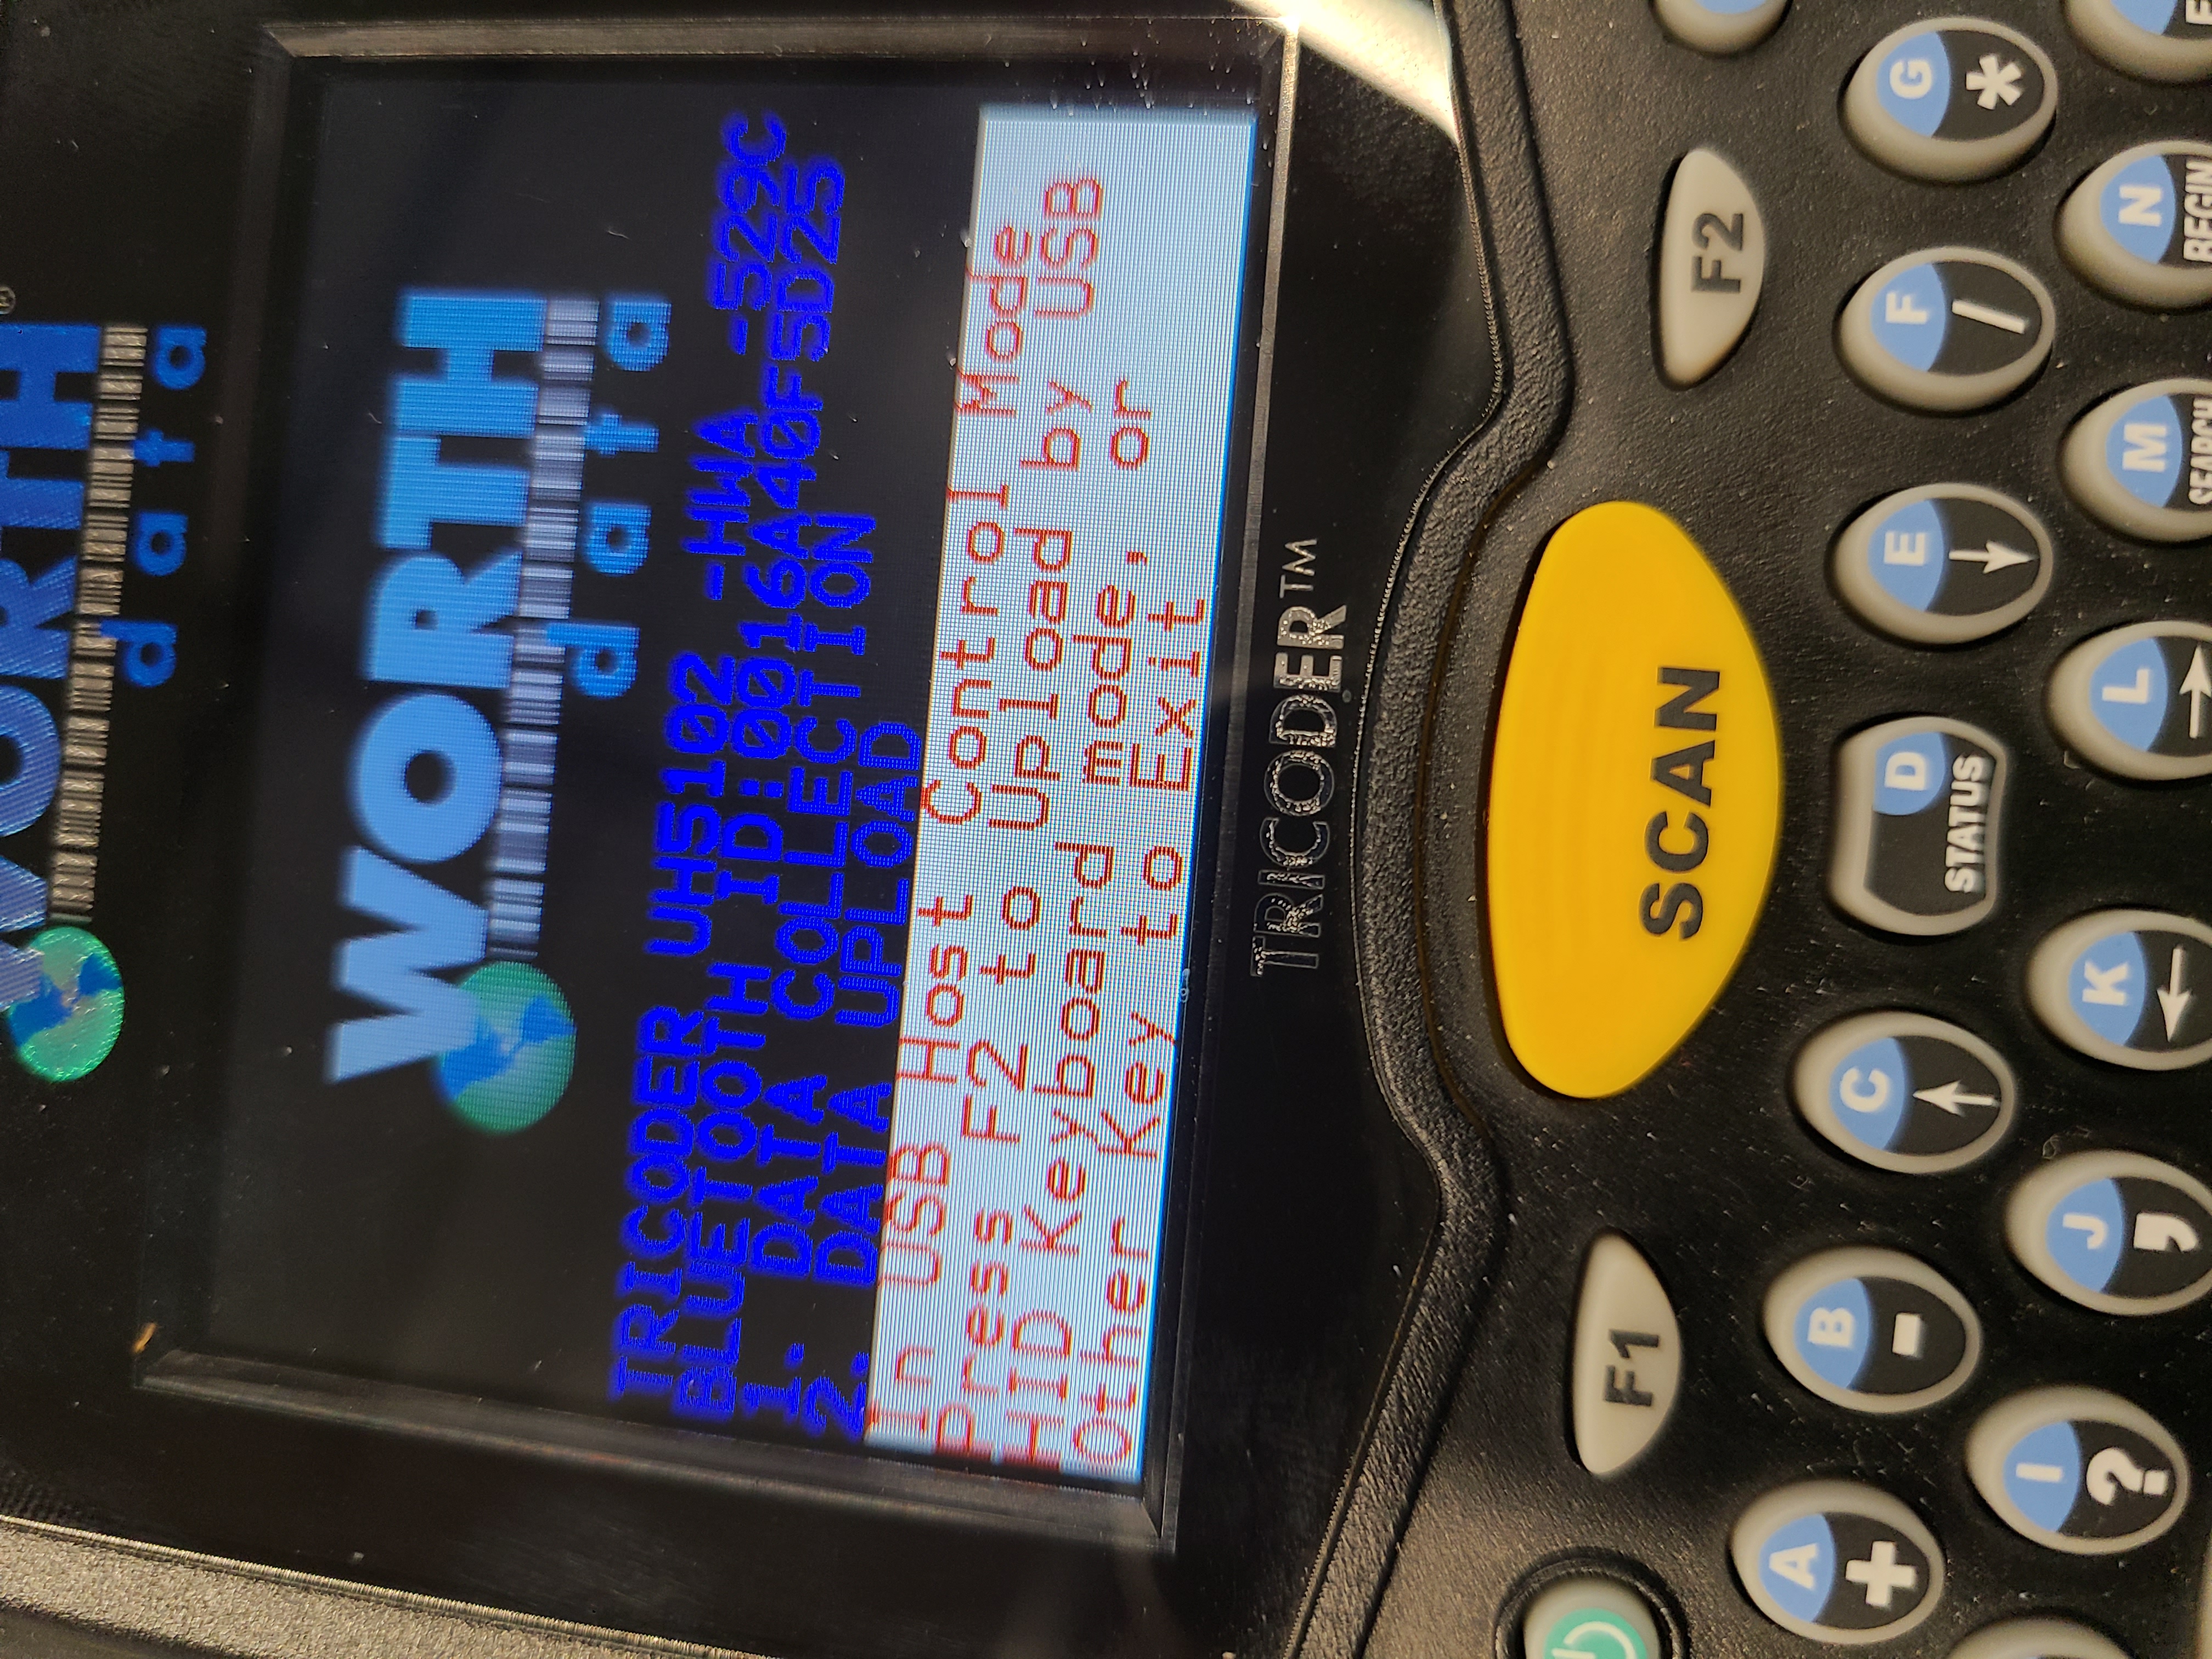 WORTH
data
WORTH
data
TRICODER UH5102 -HWA -529C
BLUETOOTH ID:0016A40F5D25
1. DATA COLLECTION
2. DATA UPLOAD
In USB Host Control Mode
Press F2 to Upload by USB
HID Keyboard mode, or
Other Key to Exit
TRICODER™
F1
SCAN
F2
A +
B -
C ↑
D STATUS
E ↓
F /
G *
I ?
J ,
K ←
L →
M SEARCH
N BEGIN